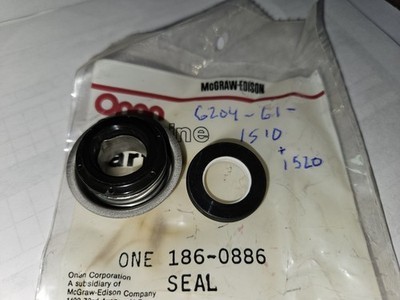 McGRAW-EDISON
Onan
6204-61-
1510
+
1520
ONE 186-0886
SEAL
Onan Corporation
A subsidiary of
McGraw-Edison Company